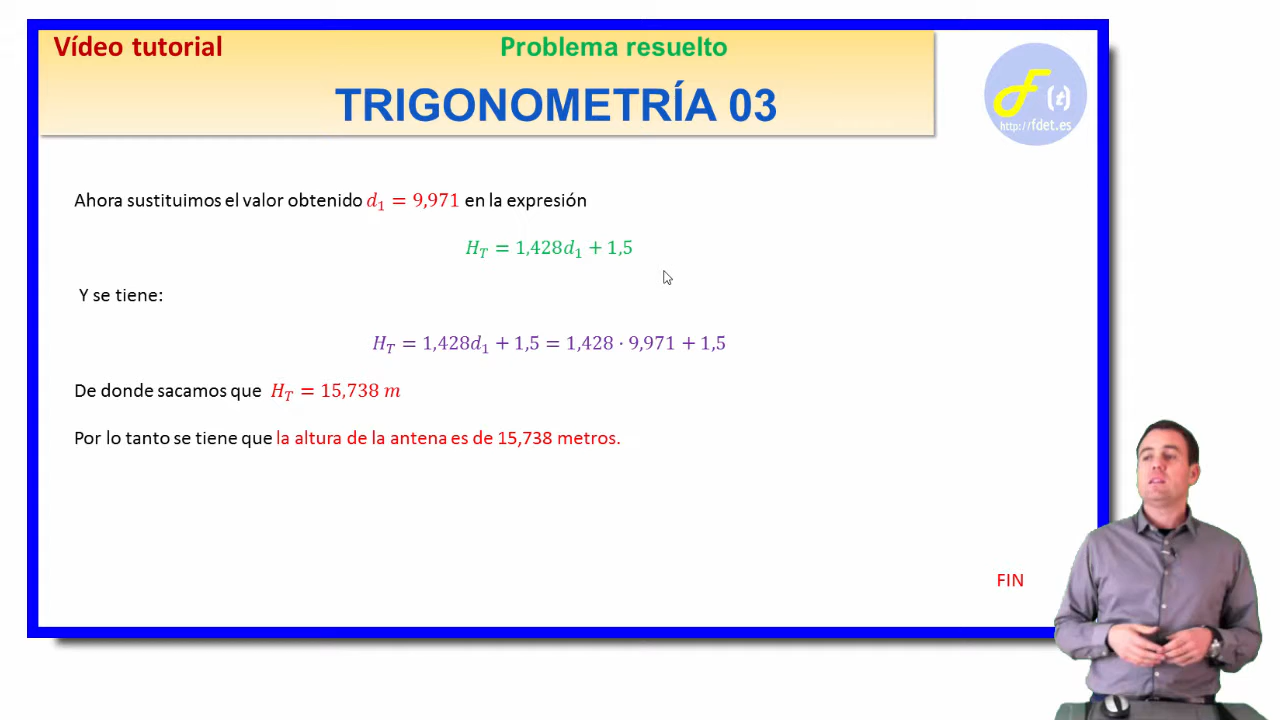 Vídeo tutorial
Problema resuelto
TRIGONOMETRÍA 03
F (t)
http://fdet.es
Ahora sustituimos el valor obtenido d₁ = 9,971 en la expresión
H_T = 1,428d₁ + 1,5
Y se tiene:
H_T = 1,428d₁ + 1,5 = 1,428 · 9,971 + 1,5
De donde sacamos que H_T = 15,738 m
Por lo tanto se tiene que la altura de la antena es de 15,738 metros.
FIN